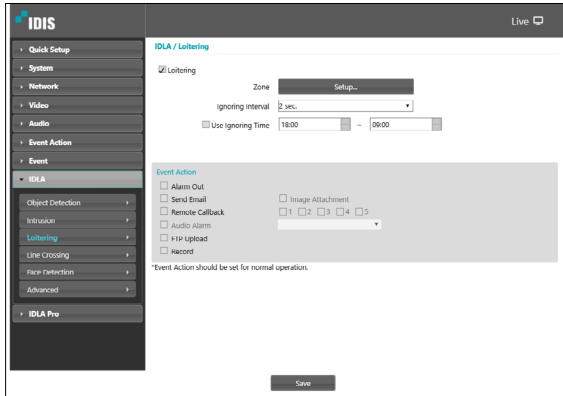 IDIS
Live
Quick Setup
System
Network
Video
Audio
Event Action
Event
IDLA
Object Detection
Intrusion
Loitering
Line Crossing
Face Detection
Advanced
IDLA Pro
IDLA / Loitering
Loitering
Zone Setup...
Ignoring Interval 2 sec.
Use Ignoring Time 18:00 ~ 09:00
Event Action
Alarm Out
Send Email Image Attachment
Remote Callback 1 2 3 4 5
Audio Alarm
FTP Upload
Record
*Event Action should be set for normal operation.
Save